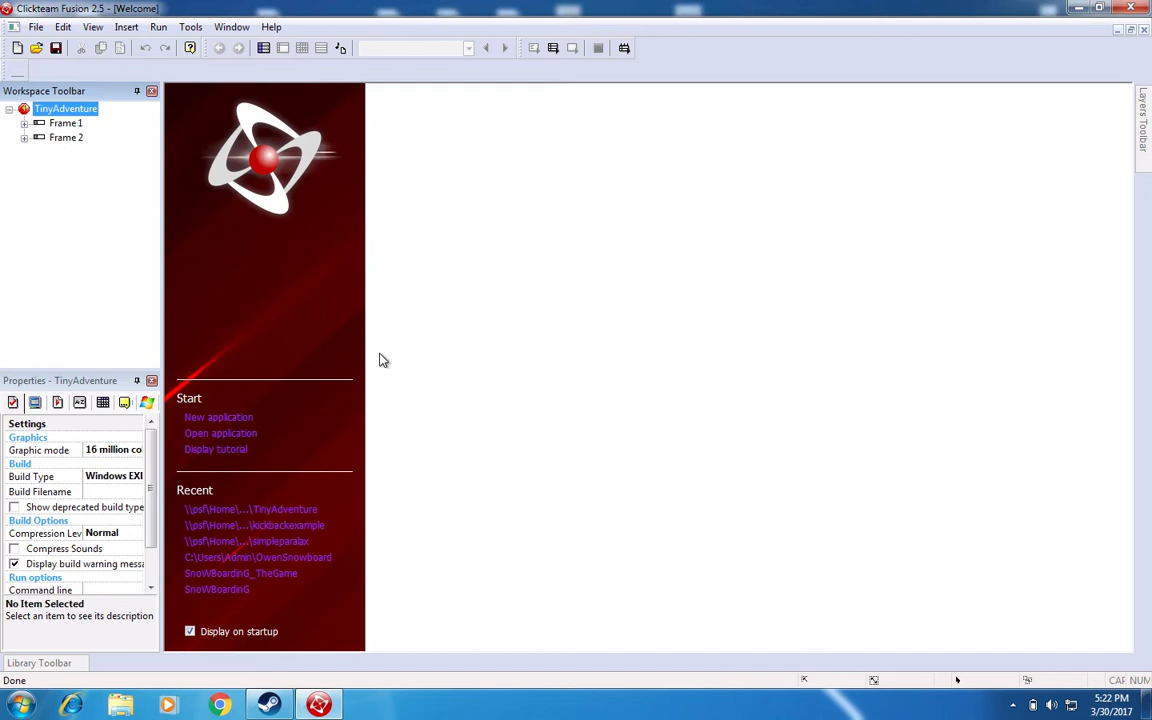 Clickteam Fusion 2.5 - [Welcome]
File Edit View Insert Run Tools Window Help
Workspace Toolbar
TinyAdventure
Frame 1
Frame 2
Layers Toolbar
Properties - TinyAdventure
Settings
Graphics
Graphic mode 16 million co
Build
Build Type Windows EXE
Build Filename
Show deprecated build type
Build Options
Compression Lev Normal
Compress Sounds
Display build warning messa
Run options
Command line
No Item Selected
Select an item to see its description
Library Toolbar
Start
New application
Open application
Display tutorial
Recent
\\psf\Home\...\TinyAdventure
\\psf\Home\...\kickbackexample
\\psf\Home\...\simpleparalax
C:\Users\Admin\OwenSnowboard
SnoWBoardinG_TheGame
SnoWBoardinG
Display on startup
Done
CAP NUM
5:22 PM
3/30/2017